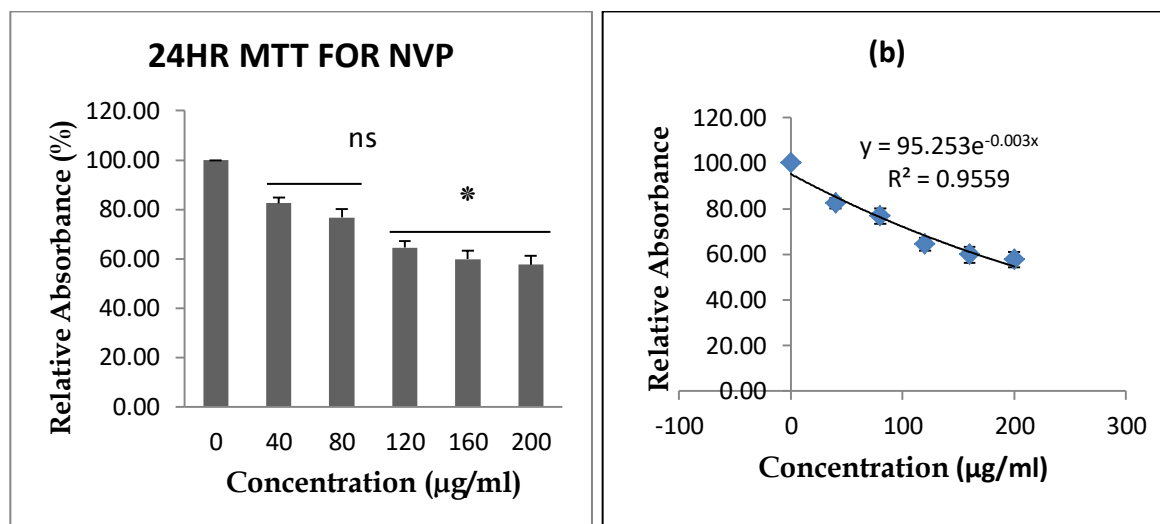 24HR MTT FOR NVP
Relative Absorbance (%)
120.00
100.00
80.00
60.00
40.00
20.00
0.00
ns
*
0 40 80 120 160 200
Concentration (µg/ml)
(b)
Relative Absorbance
120.00
100.00
80.00
60.00
40.00
20.00
0.00
y = 95.253e^-0.003x
R² = 0.9559
-100 0 100 200 300
Concentration (µg/ml)